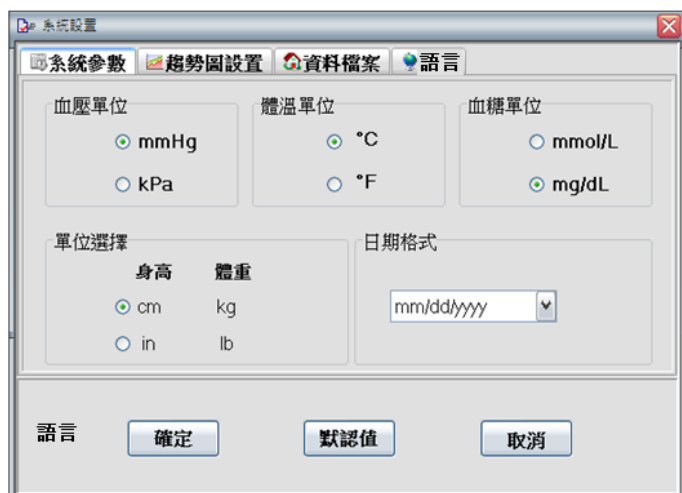 系統設置
系統參數 趨勢圖設置 資料檔案 語言
血壓單位 體溫單位 血糖單位
mmHg °C mmol/L
kPa °F mg/dL
單位選擇 日期格式
身高 體重
cm kg mm/dd/yyyy
in lb
語言 確定 默認值 取消